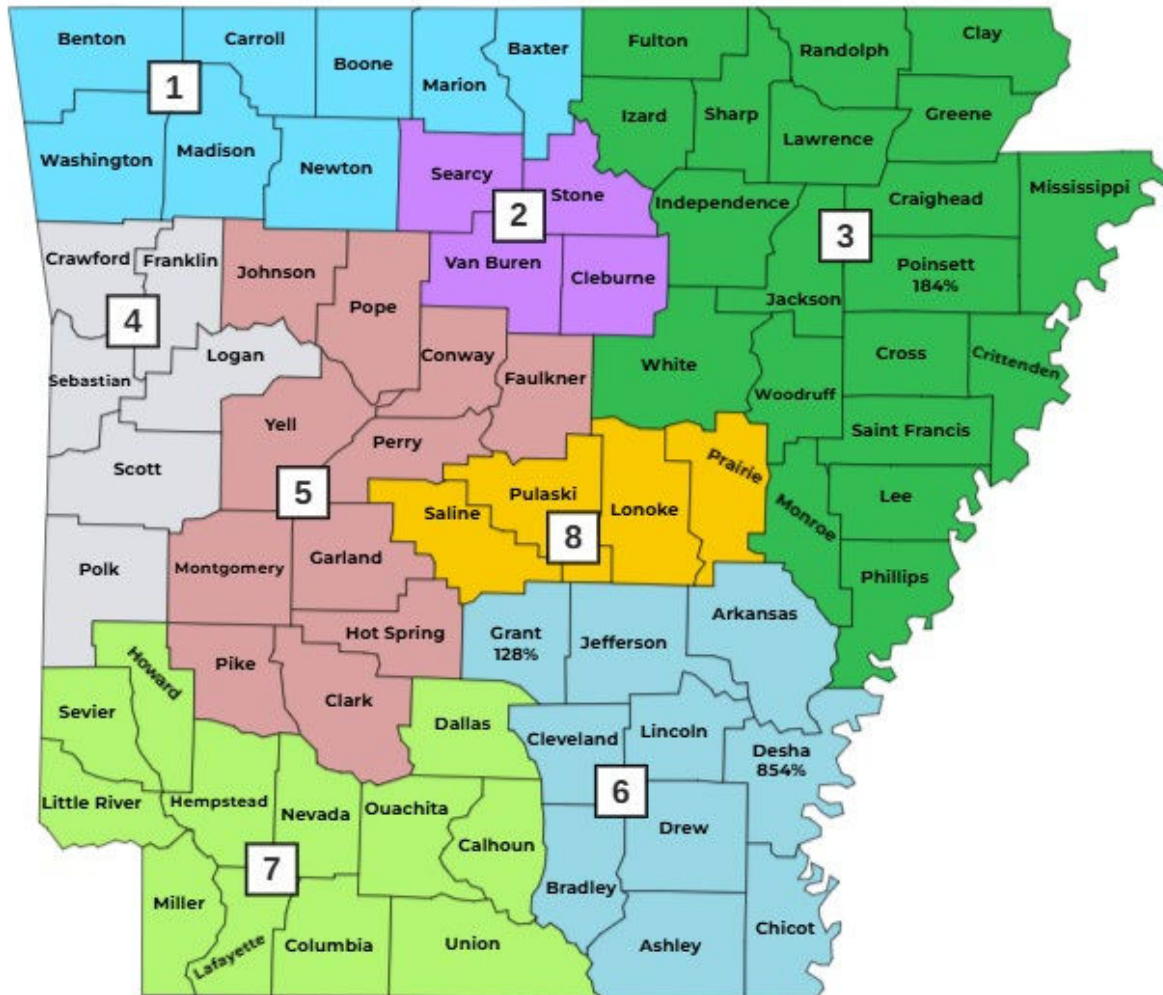 Benton
Carroll
Boone
Marion
Baxter
Fulton
Randolph
Clay
1
Izard
Sharp
Lawrence
Greene
Washington
Madison
Newton
Searcy
Stone
2
Independence
3
Craighead
Mississippi
Crawford
Franklin
Johnson
Van Buren
Cleburne
Poinsett
184%
4
Pope
Jackson
Sebastian
Logan
Conway
Faulkner
White
Woodruff
Cross
Crittenden
Yell
Perry
Saint Francis
Scott
5
Saline
Pulaski
Lonoke
Prairie
Monroe
Lee
8
Polk
Montgomery
Garland
Phillips
Hot Spring
Grant
128%
Jefferson
Arkansas
Howard
Pike
Clark
Sevier
Dallas
Cleveland
Lincoln
Desha
854%
Little River
Hempstead
Nevada
Ouachita
Calhoun
6
Drew
7
Miller
Lafayette
Columbia
Union
Bradley
Ashley
Chicot